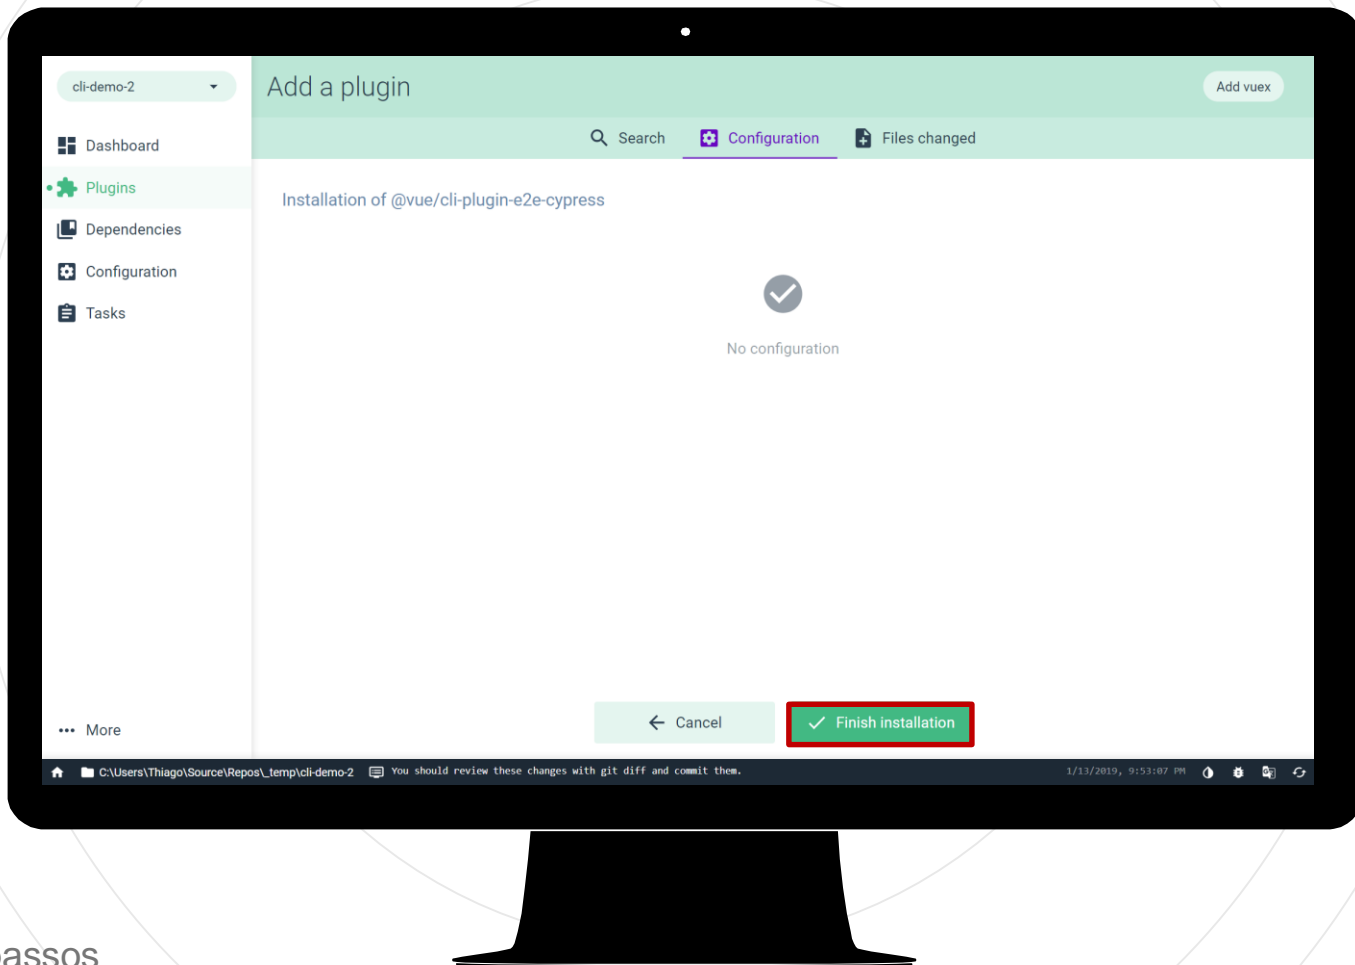 cli-demo-2
Add a plugin
Add vuex
Dashboard
Plugins
Dependencies
Configuration
Tasks
Search
Configuration
Files changed
Installation of @vue/cli-plugin-e2e-cypress
No configuration
Cancel
Finish installation
More
C:\Users\Thiago\Source\Repos\_temp\cli-demo-2
You should review these changes with git diff and commit them.
1/13/2019, 9:53:07 PM
passos